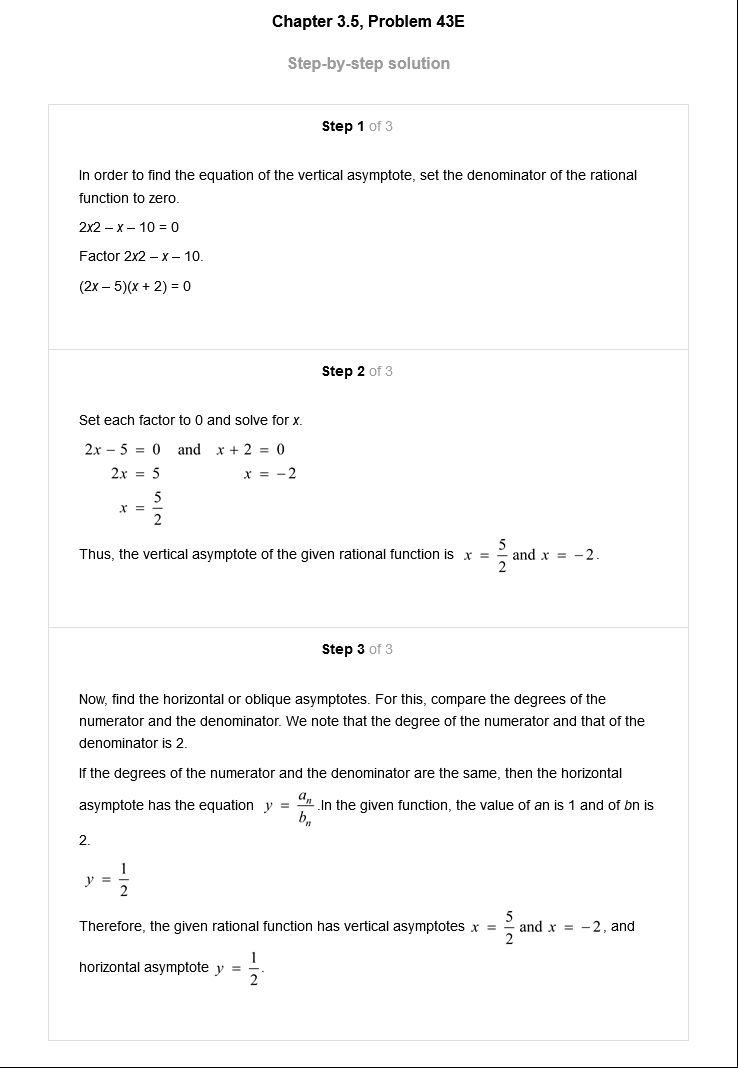 Chapter 3.5, Problem 43E
Step-by-step solution
Step 1 of 3
In order to find the equation of the vertical asymptote, set the denominator of the rational
function to zero.
2x2 – x – 10 = 0
Factor 2x2 – x – 10.
(2x – 5)(x + 2) = 0
Step 2 of 3
Set each factor to 0 and solve for x.
2x − 5 = 0 and x + 2 = 0
2x = 5 x = −2
x = 5/2
Thus, the vertical asymptote of the given rational function is x = 5/2 and x = −2.
Step 3 of 3
Now, find the horizontal or oblique asymptotes. For this, compare the degrees of the
numerator and the denominator. We note that the degree of the numerator and that of the
denominator is 2.
If the degrees of the numerator and the denominator are the same, then the horizontal
asymptote has the equation y = aₙ/bₙ .In the given function, the value of an is 1 and of bn is
2.
y = 1/2
Therefore, the given rational function has vertical asymptotes x = 5/2 and x = −2, and
horizontal asymptote y = 1/2.